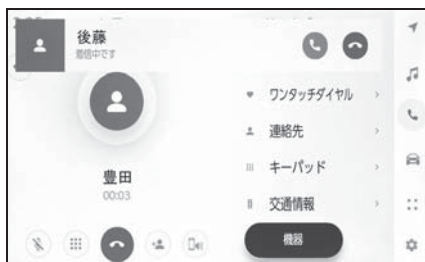 後藤
着信中です
豊田
00:03
ワンタッチダイヤル
連絡先
キーパッド
交通情報
機器